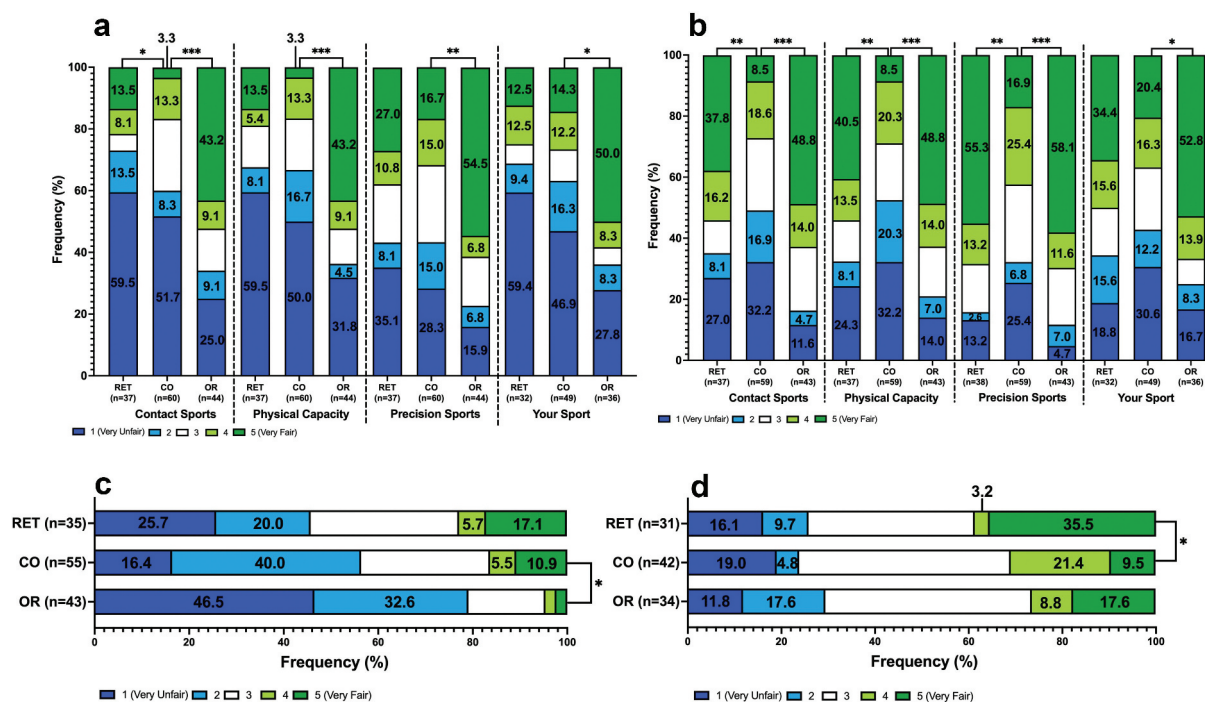 a
3.3
3.3
* *** *** ** *
Frequency (%)
100
80
60
40
20
0
13.5 13.3 43.2 13.5 13.3 43.2 27.0 16.7 54.5 12.5 14.3 50.0
8.1 8.3 9.1 5.4 16.7 9.1 10.8 15.0 6.8 12.5 12.2 8.3
13.5 51.7 9.1 8.1 50.0 4.5 8.1 15.0 6.8 9.4 16.3 8.3
59.5 25.0 59.5 31.8 35.1 28.3 15.9 59.4 46.9 27.8
RET CO OR RET CO OR RET CO OR RET CO OR
(n=37) (n=60) (n=44) (n=37) (n=60) (n=44) (n=37) (n=60) (n=44) (n=32) (n=49) (n=36)
Contact Sports Physical Capacity Precision Sports Your Sport
1 (Very Unfair) 2 3 4 5 (Very Fair)
b
** *** ** *** ** *** *
Frequency (%)
100
80
60
40
20
0
37.8 8.5 48.8 40.5 8.5 48.8 55.3 16.9 58.1 34.4 20.4 52.8
16.2 18.6 14.0 13.5 20.3 14.0 13.2 25.4 11.6 15.6 16.3 13.9
8.1 16.9 4.7 8.1 20.3 7.0 2.6 6.8 7.0 15.6 12.2 8.3
27.0 32.2 11.6 24.3 32.2 14.0 13.2 25.4 4.7 18.8 30.6 16.7
RET CO OR RET CO OR RET CO OR RET CO OR
(n=37) (n=59) (n=43) (n=37) (n=59) (n=43) (n=38) (n=59) (n=43) (n=32) (n=49) (n=36)
Contact Sports Physical Capacity Precision Sports Your Sport
1 (Very Unfair) 2 3 4 5 (Very Fair)
c
RET (n=35) 25.7 20.0 5.7 17.1
CO (n=55) 16.4 40.0 5.5 10.9
*
OR (n=43) 46.5 32.6
0 20 40 60 80 100
Frequency (%)
1 (Very Unfair) 2 3 4 5 (Very Fair)
d
3.2
RET (n=31) 16.1 9.7 35.5
*
CO (n=42) 19.0 4.8 21.4 9.5
OR (n=34) 11.8 17.6 8.8 17.6
0 20 40 60 80 100
Frequency (%)
1 (Very Unfair) 2 3 4 5 (Very Fair)